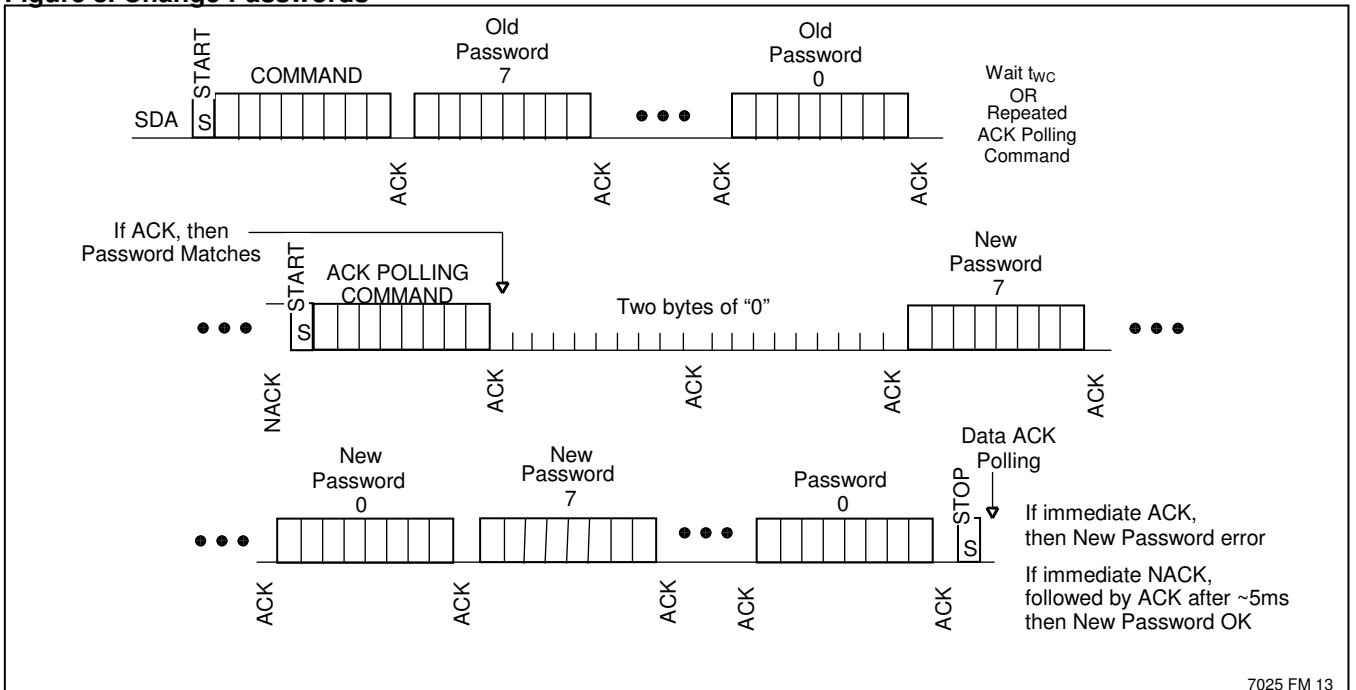 Figure 8. Change Passwords
START
COMMAND
Old
Password
7
Old
Password
0
Wait tWC
OR
Repeated
ACK Polling
Command
SDA
S
ACK
ACK
ACK
ACK
If ACK, then
Password Matches
START
ACK POLLING
COMMAND
S
Two bytes of “0”
New
Password
7
NACK
ACK
ACK
ACK
ACK
New
Password
0
New
Password
7
Password
0
STOP
S
Data ACK
Polling
If immediate ACK,
then New Password error
If immediate NACK,
followed by ACK after ~5ms
then New Password OK
ACK
ACK
ACK
ACK
ACK
7025 FM 13